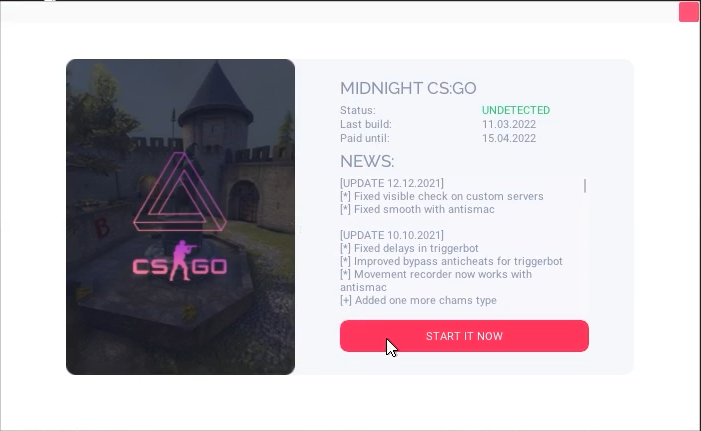 MIDNIGHT CS:GO
Status: UNDETECTED
Last build: 11.03.2022
Paid until: 15.04.2022
NEWS:
[UPDATE 12.12.2021]
[*] Fixed visible check on custom servers
[*] Fixed smooth with antismac
[UPDATE 10.10.2021]
[*] Fixed delays in triggerbot
[*] Improved bypass anticheats for triggerbot
[*] Movement recorder now works with
antismac
[+] Added one more chams type
START IT NOW
B
CS GO